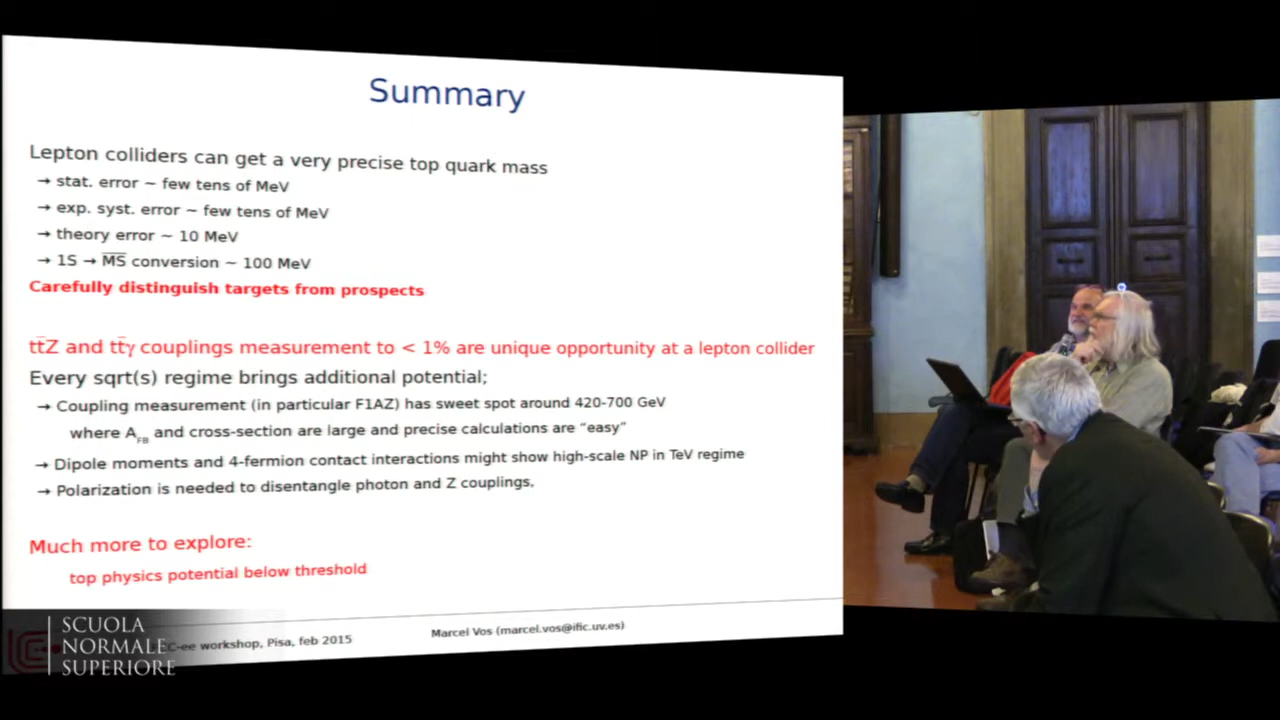 Summary
Lepton colliders can get a very precise top quark mass
→ stat. error ~ few tens of MeV
→ exp. syst. error ~ few tens of MeV
→ theory error ~ 10 MeV
→ 1S → M̅S̅ conversion ~ 100 MeV
Carefully distinguish targets from prospects
tt̄Z and tt̄γ couplings measurement to < 1% are unique opportunity at a lepton collider
Every sqrt(s) regime brings additional potential;
→ Coupling measurement (in particular F1AZ) has sweet spot around 420-700 GeV
where A_FB and cross-section are large and precise calculations are “easy”
→ Dipole moments and 4-fermion contact interactions might show high-scale NP in TeV regime
→ Polarization is needed to disentangle photon and Z couplings,
Much more to explore:
top physics potential below threshold
C-ee workshop, Pisa, feb 2015
Marcel Vos (marcel.vos@ific.uv.es)
SCUOLA
NORMALE
SUPERIORE